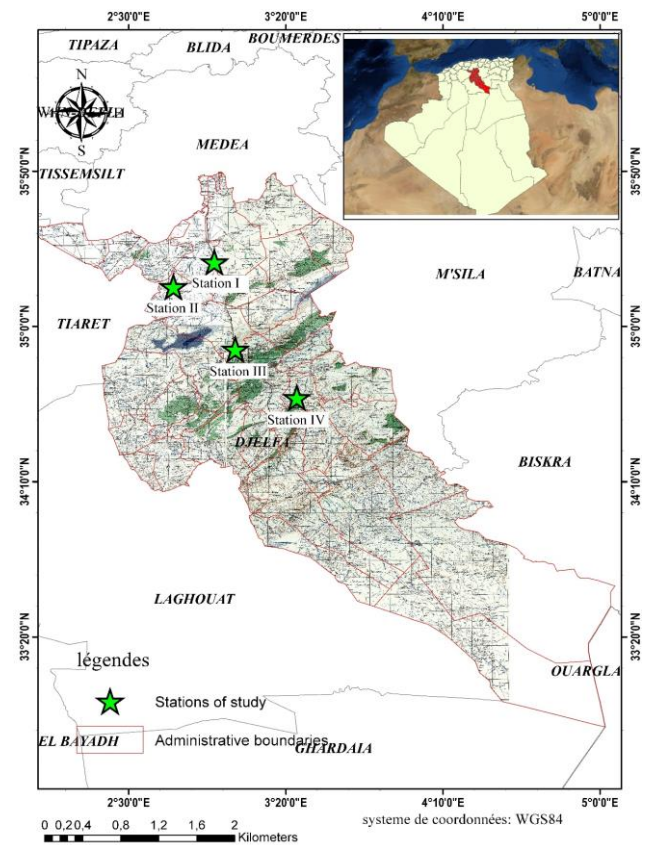 2°30'0"E 3°20'0"E 4°10'0"E 5°0'0"E
TIPAZA
BLIDA
BOUMERDES
N
S
MEDEA
TISSEMSILT
35°50'0"N
35°50'0"N
M'SILA
BATNA
Station I
Station II
TIARET
35°0'0"N
35°0'0"N
Station III
Station IV
DJELFA
BISKRA
34°10'0"N
34°10'0"N
LAGHOUAT
33°20'0"N
33°20'0"N
OUARGLA
légendes
Stations of study
EL BAYADH
Administrative boundaries
GHARDAIA
2°30'0"E 3°20'0"E 4°10'0"E 5°0'0"E
systeme de coordonnées: WGS84
0 0,20,4 0,8 1,2 1,6 2
Kilometers